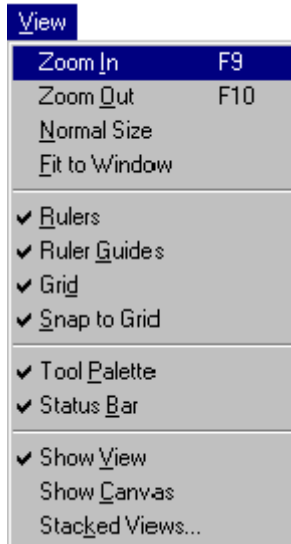 View
Zoom In F9
Zoom Out F10
Normal Size
Fit to Window
Rulers
Ruler Guides
Grid
Snap to Grid
Tool Palette
Status Bar
Show View
Show Canvas
Stacked Views...